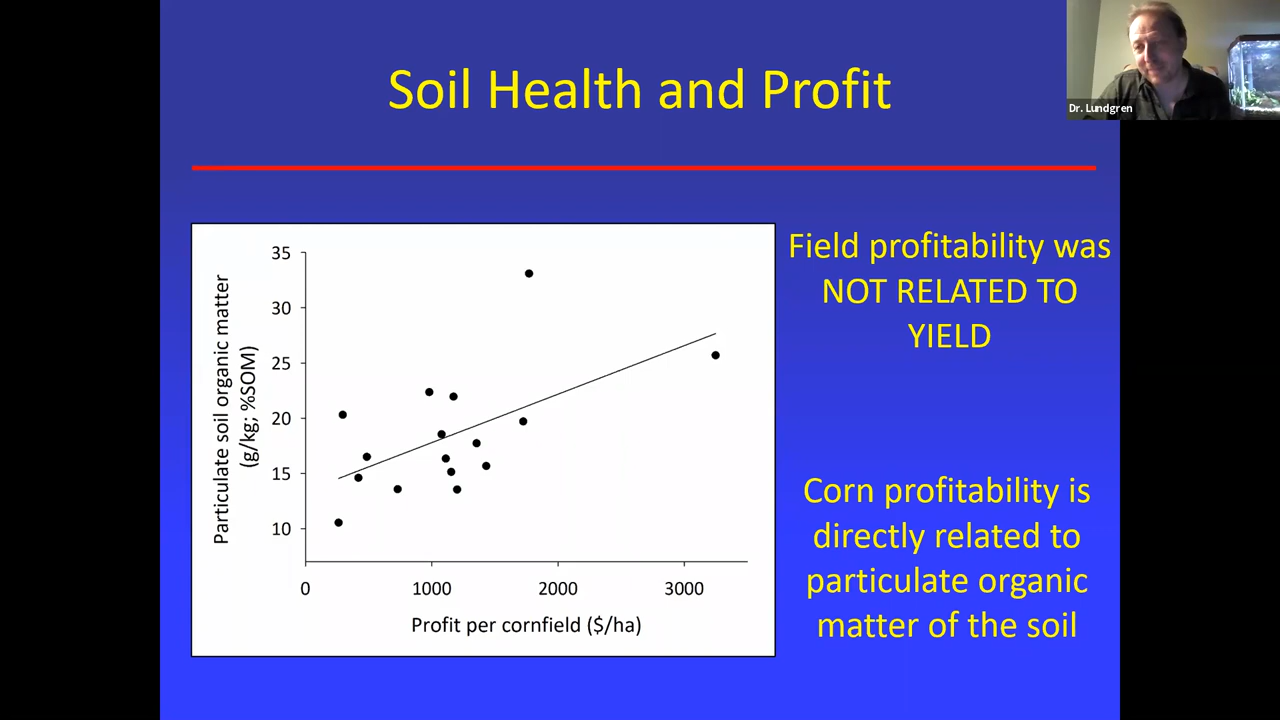 Soil Health and Profit
Dr. Lundgren
Field profitability was
NOT RELATED TO
YIELD
Corn profitability is
directly related to
particulate organic
matter of the soil
Particulate soil organic matter
(g/kg; %SOM)
35
30
25
20
15
10
0 1000 2000 3000
Profit per cornfield ($/ha)